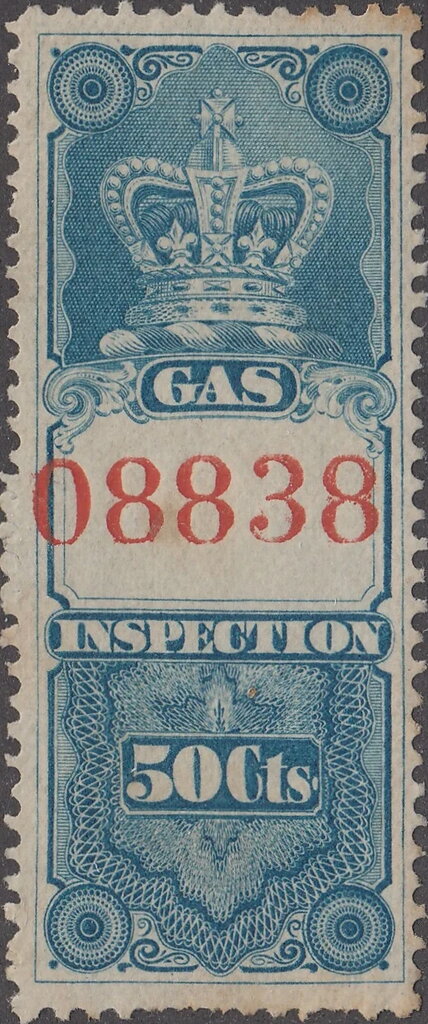 GAS
08838
INSPECTION
50Cts.